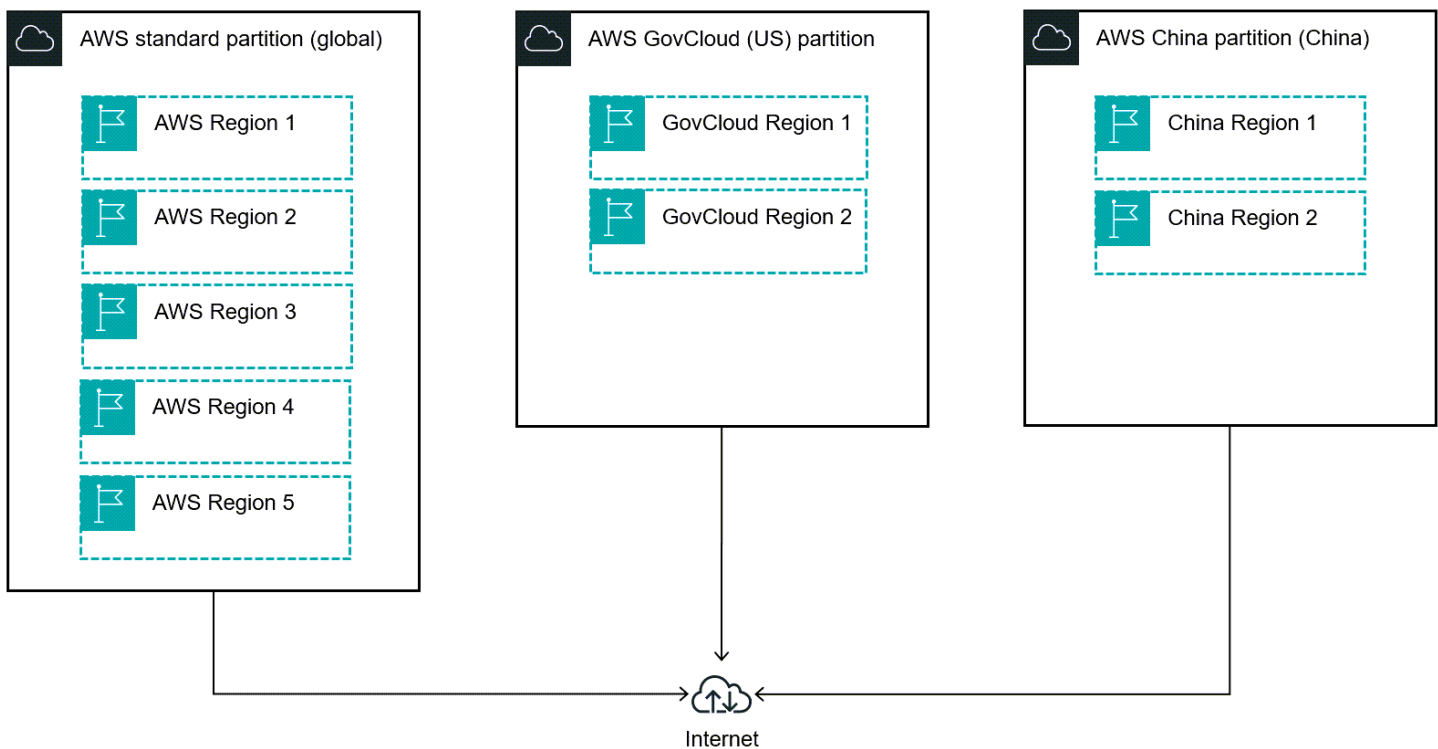 AWS standard partition (global)
AWS Region 1
AWS Region 2
AWS Region 3
AWS Region 4
AWS Region 5
AWS GovCloud (US) partition
GovCloud Region 1
GovCloud Region 2
AWS China partition (China)
China Region 1
China Region 2
Internet